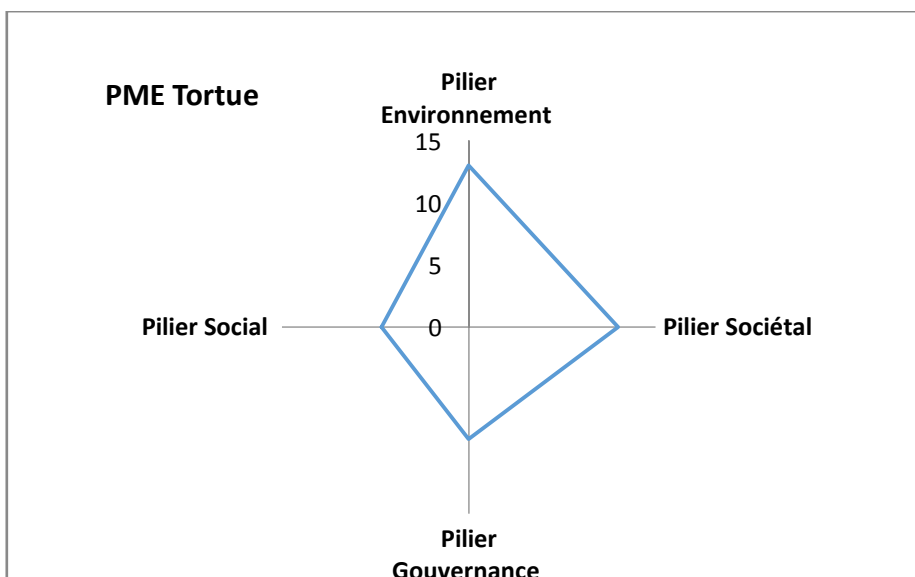 PME Tortue
Pilier
Environnement
15
10
5
0
Pilier Social
Pilier Sociétal
Pilier
Gouvernance